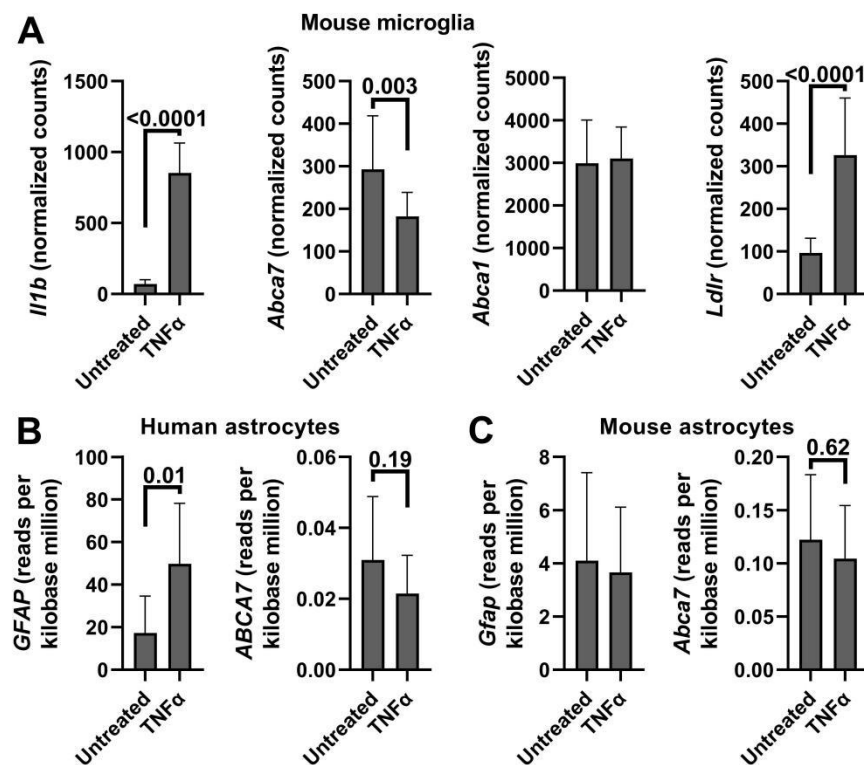 A
Mouse microglia
Il1b (normalized counts)
1500
1000
500
0
<0.0001
Untreated
TNFα
Abca7 (normalized counts)
500
400
300
200
100
0
0.003
Untreated
TNFα
Abca1 (normalized counts)
5000
4000
3000
2000
1000
0
Untreated
TNFα
Ldlr (normalized counts)
500
400
300
200
100
0
<0.0001
Untreated
TNFα
B
Human astrocytes
GFAP (reads per
kilobase million)
100
80
60
40
20
0
0.01
Untreated
TNFα
ABCA7 (reads per
kilobase million)
0.06
0.04
0.02
0.00
0.19
Untreated
TNFα
C
Mouse astrocytes
Gfap (reads per
kilobase million)
8
6
4
2
0
Untreated
TNFα
Abca7 (reads per
kilobase million)
0.20
0.15
0.10
0.05
0.00
0.62
Untreated
TNFα